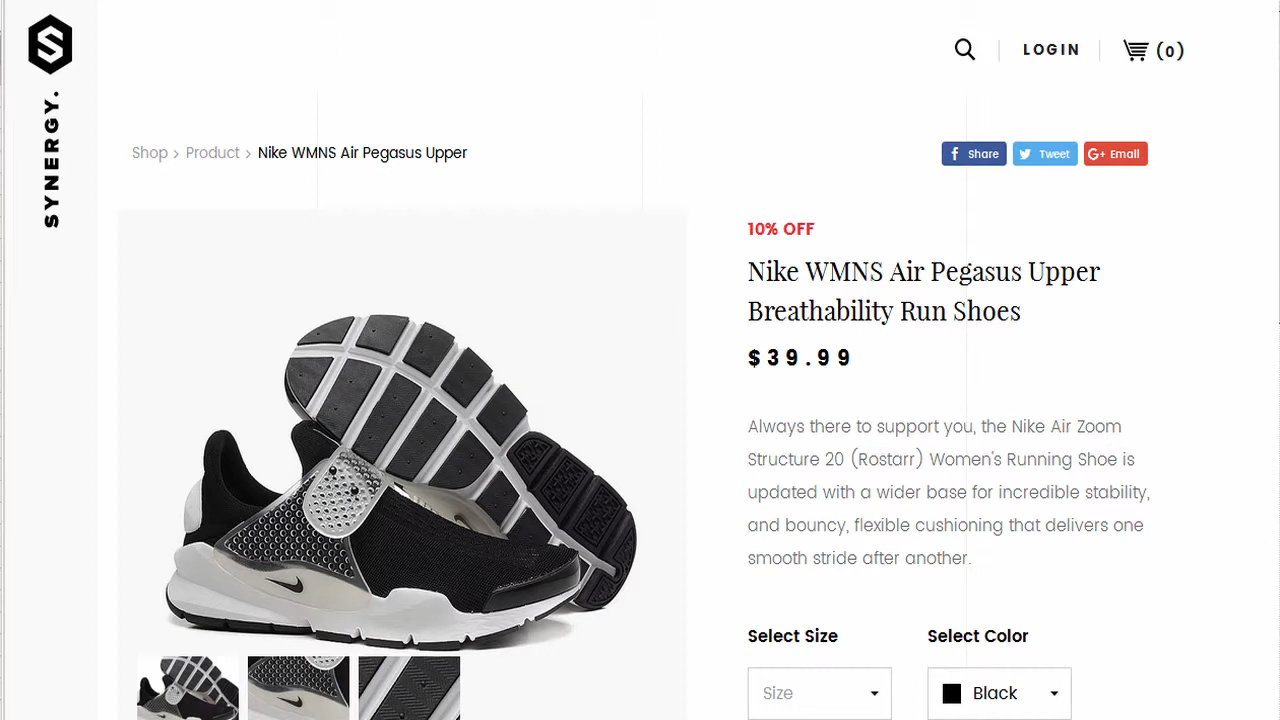 SYNERGY.
LOGIN
(0)
Shop > Product > Nike WMNS Air Pegasus Upper
Share
Tweet
G+ Email
10% OFF
Nike WMNS Air Pegasus Upper
Breathability Run Shoes
$39.99
Always there to support you, the Nike Air Zoom
Structure 20 (Rostarr) Women's Running Shoe is
updated with a wider base for incredible stability,
and bouncy, flexible cushioning that delivers one
smooth stride after another.
Select Size
Select Color
Size
Black